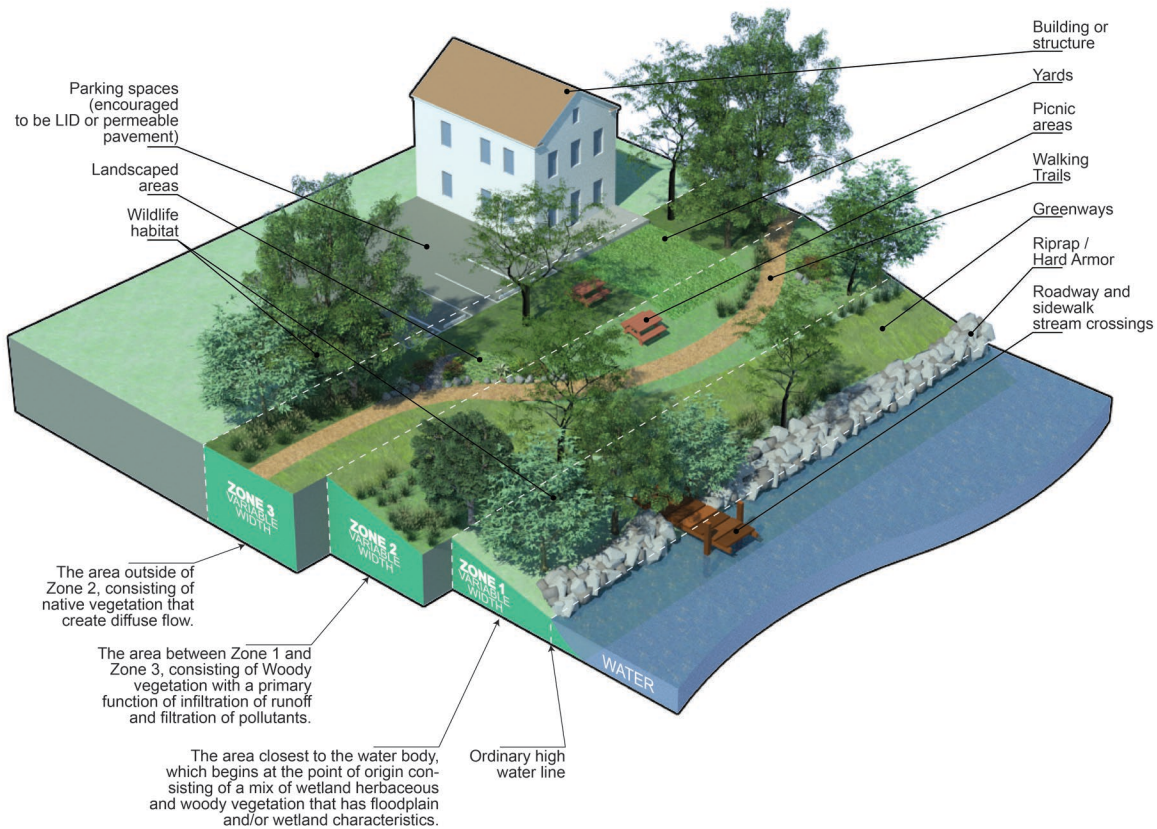 Building or
structure
Yards
Picnic
areas
Walking
Trails
Greenways
Riprap /
Hard Armor
Roadway and
sidewalk
stream crossings
Parking spaces
(encouraged
to be LID or permeable
pavement)
Landscaped
areas
Wildlife
habitat
ZONE 3
VARIABLE
WIDTH
ZONE 2
VARIABLE
WIDTH
ZONE 1
VARIABLE
WIDTH
WATER
The area outside of
Zone 2, consisting of
native vegetation that
create diffuse flow.
The area between Zone 1 and
Zone 3, consisting of Woody
vegetation with a primary
function of infiltration of runoff
and filtration of pollutants.
The area closest to the water body,
which begins at the point of origin con-
sisting of a mix of wetland herbaceous
and woody vegetation that has floodplain
and/or wetland characteristics.
Ordinary high
water line